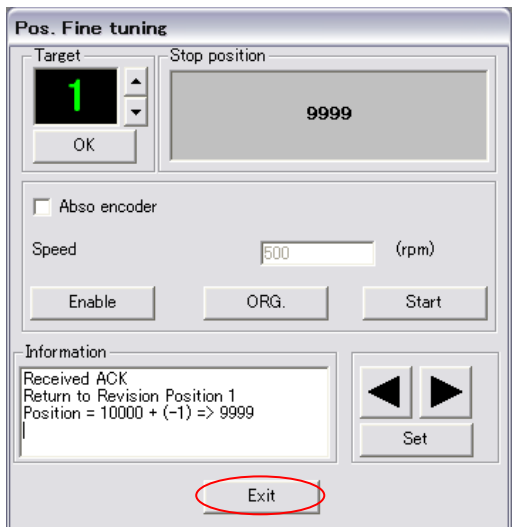 Pos. Fine tuning
Target
Stop position
1
9999
OK
Abso encoder
Speed
500
(rpm)
Enable
ORG.
Start
Information
Received ACK
Return to Revision Position 1
Position = 10000 + (-1) => 9999
Set
Exit